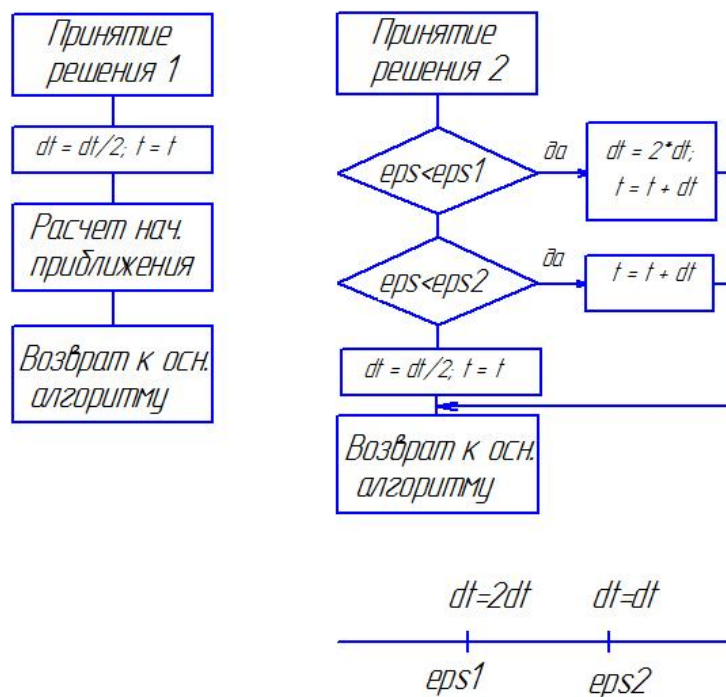 Принятие
решения 1
dt = dt/2; t = t
Расчет нач.
приближения
Возврат к осн.
алгоритму
Принятие
решения 2
eps<eps1
да
dt = 2*dt;
t = t + dt
eps<eps2
да
t = t + dt
dt = dt/2; t = t
Возврат к осн.
алгоритму
dt=2dt dt=dt
eps1 eps2